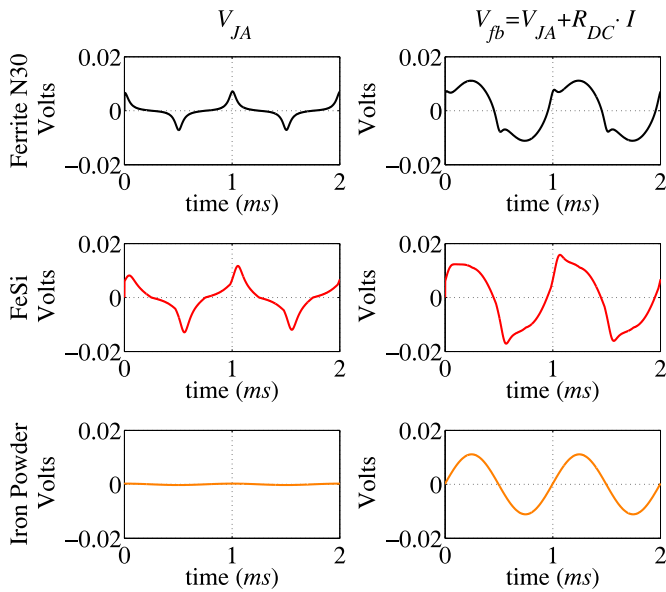 V_JA
V_fb=V_JA+R_DC· I
Ferrite N30
Volts
0.02
0
−0.02
0 1 2
time (ms)
Volts
0.02
0
−0.02
0 1 2
time (ms)
FeSi
Volts
0.02
0
−0.02
0 1 2
time (ms)
Volts
0.02
0
−0.02
0 1 2
time (ms)
Iron Powder
Volts
0.02
0
−0.02
0 1 2
time (ms)
Volts
0.02
0
−0.02
0 1 2
time (ms)